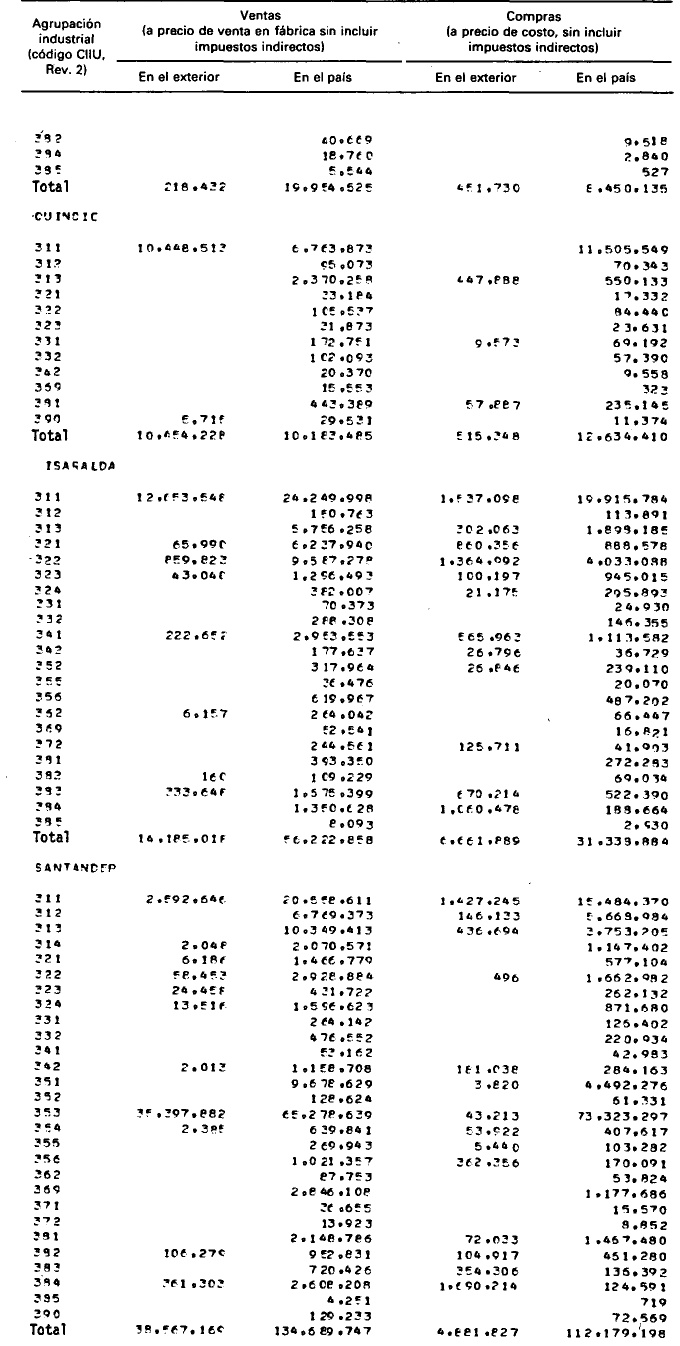 Agrupación industrial (código CIIU, Rev. 2)
Ventas (a precio de venta en fábrica sin incluir impuestos indirectos)
Compras (a precio de costo, sin incluir impuestos indirectos)
En el exterior En el país En el exterior En el país
382 40.669 9.518
384 18.760 2.840
385 5.544 527
Total 218.432 19.954.525 451.730 8.450.135
QUINDIO
311 10.448.513 6.763.873 11.505.549
312 95.073 70.343
313 2.370.258 447.888 550.133
321 33.184 17.332
322 105.537 84.440
323 31.873 23.631
331 172.751 9.573 69.192
332 102.093 57.390
342 20.370 9.558
369 15.553 323
381 443.389 57.887 235.145
390 5.715 29.531 11.374
Total 10.454.228 10.183.485 515.348 12.634.410
RISARALDA
311 12.653.548 24.249.998 1.537.098 19.915.784
312 150.763 113.891
313 5.756.258 302.063 1.899.185
321 65.990 6.237.940 860.356 888.578
322 859.823 9.587.278 1.364.092 4.033.088
323 43.040 1.256.493 100.197 945.015
324 382.007 21.175 295.893
331 70.373 24.930
332 288.308 146.355
341 222.652 2.953.553 565.963 1.113.582
342 177.637 26.796 36.729
352 317.964 26.846 239.110
355 36.476 20.070
356 619.967 487.202
362 6.157 264.042 66.447
369 52.541 16.821
372 244.561 125.711 41.903
381 393.350 272.283
382 160 109.229 69.034
383 333.646 1.575.399 670.214 522.390
384 1.350.628 1.060.478 188.664
385 8.093 2.930
Total 14.185.016 56.222.858 6.661.889 31.339.884
SANTANDER
311 2.592.646 20.558.611 1.427.245 15.484.370
312 6.769.373 146.133 5.668.984
313 10.349.413 436.694 3.753.205
314 2.048 2.070.571 1.147.402
321 6.186 1.466.779 577.104
322 58.453 2.928.884 496 1.662.982
323 24.458 431.722 262.132
324 13.516 1.556.623 871.680
331 264.142 126.402
332 476.552 220.934
341 53.162 42.983
342 2.013 1.158.708 181.038 284.163
351 9.678.629 3.820 4.492.276
352 128.624 61.331
353 35.397.882 65.278.639 43.213 73.323.297
354 2.385 639.841 53.922 407.617
355 269.943 5.440 103.282
356 1.021.357 362.356 170.091
362 87.753 53.824
369 2.846.108 1.177.686
371 36.655 15.570
372 13.923 8.852
381 2.148.786 72.033 1.467.480
382 106.279 952.831 104.917 451.280
383 720.426 354.306 136.392
384 361.303 2.608.208 1.690.214 124.591
385 4.251 719
390 129.233 72.569
Total 38.567.169 134.689.747 4.881.827 112.179.198